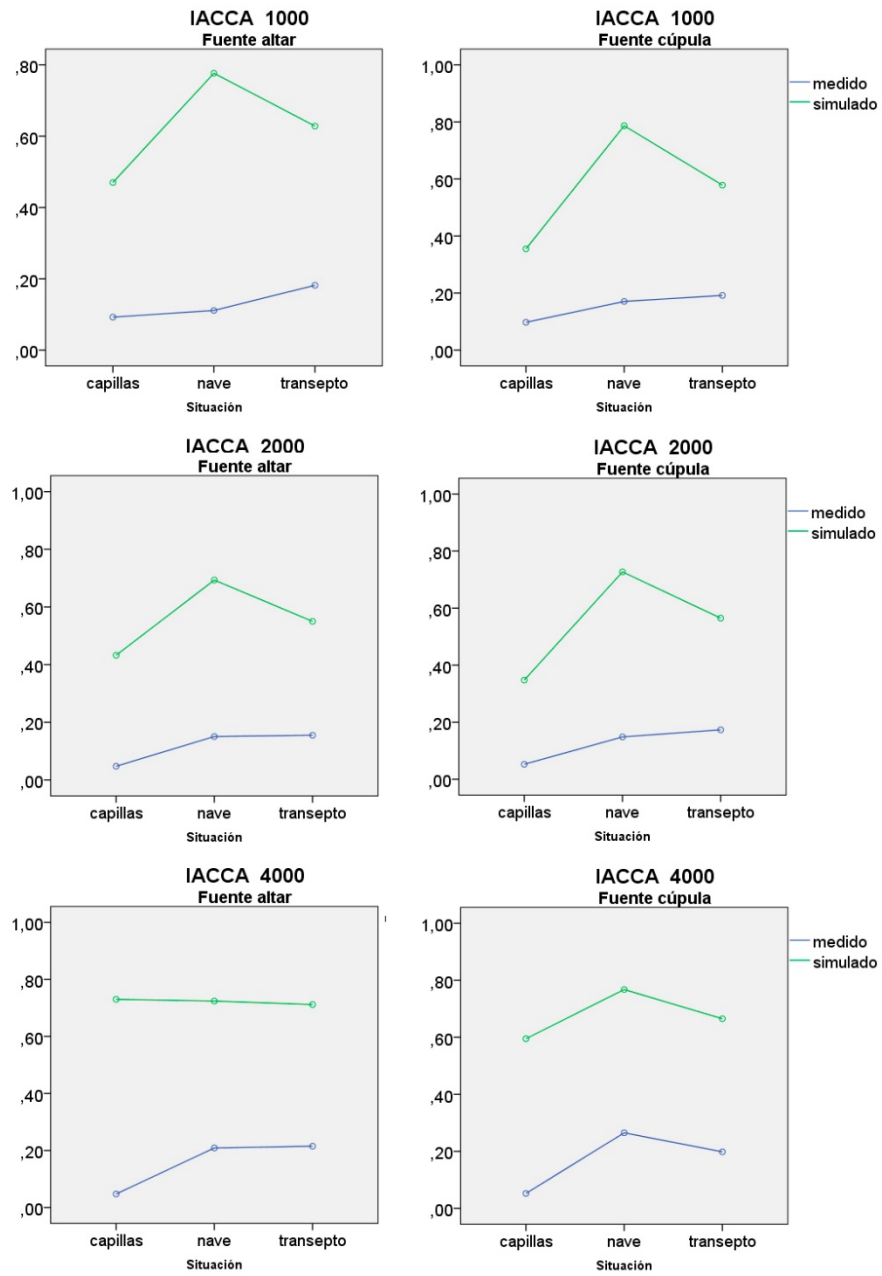 IACCA 1000
Fuente altar
,80
,60
,40
,20
,00
capillas nave transepto
Situación
IACCA 1000
Fuente cúpula
1,00
,80
,60
,40
,20
,00
capillas nave transepto
Situación
medido
simulado
IACCA 2000
Fuente altar
1,00
,80
,60
,40
,20
,00
capillas nave transepto
Situación
IACCA 2000
Fuente cúpula
1,00
,80
,60
,40
,20
,00
capillas nave transepto
Situación
medido
simulado
IACCA 4000
Fuente altar
1,00
,80
,60
,40
,20
,00
capillas nave transepto
Situación
IACCA 4000
Fuente cúpula
1,00
,80
,60
,40
,20
,00
capillas nave transepto
Situación
medido
simulado